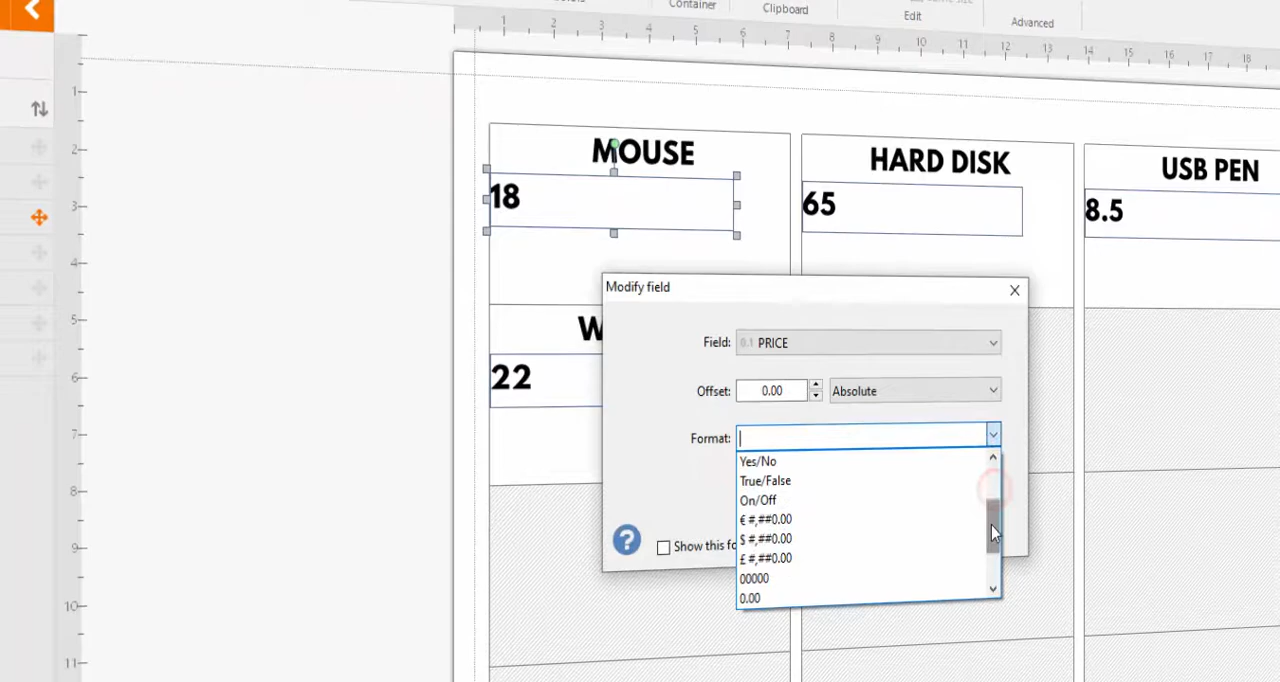 Container
Clipboard
Edit
Advanced
1 2 3 4 5 6 7 8 9 10 11 12 13 14 15 16 17 18
1
2
3
4
5
6
7
8
9
10
11
MOUSE
HARD DISK
USB PEN
18
65
8.5
W
22
Modify field
Field:
0.1 PRICE
Offset:
0.00
Absolute
Format:
Yes/No
True/False
On/Off
€ #,##0.00
$ #,##0.00
£ #,##0.00
00000
0.00
?
Show this fo